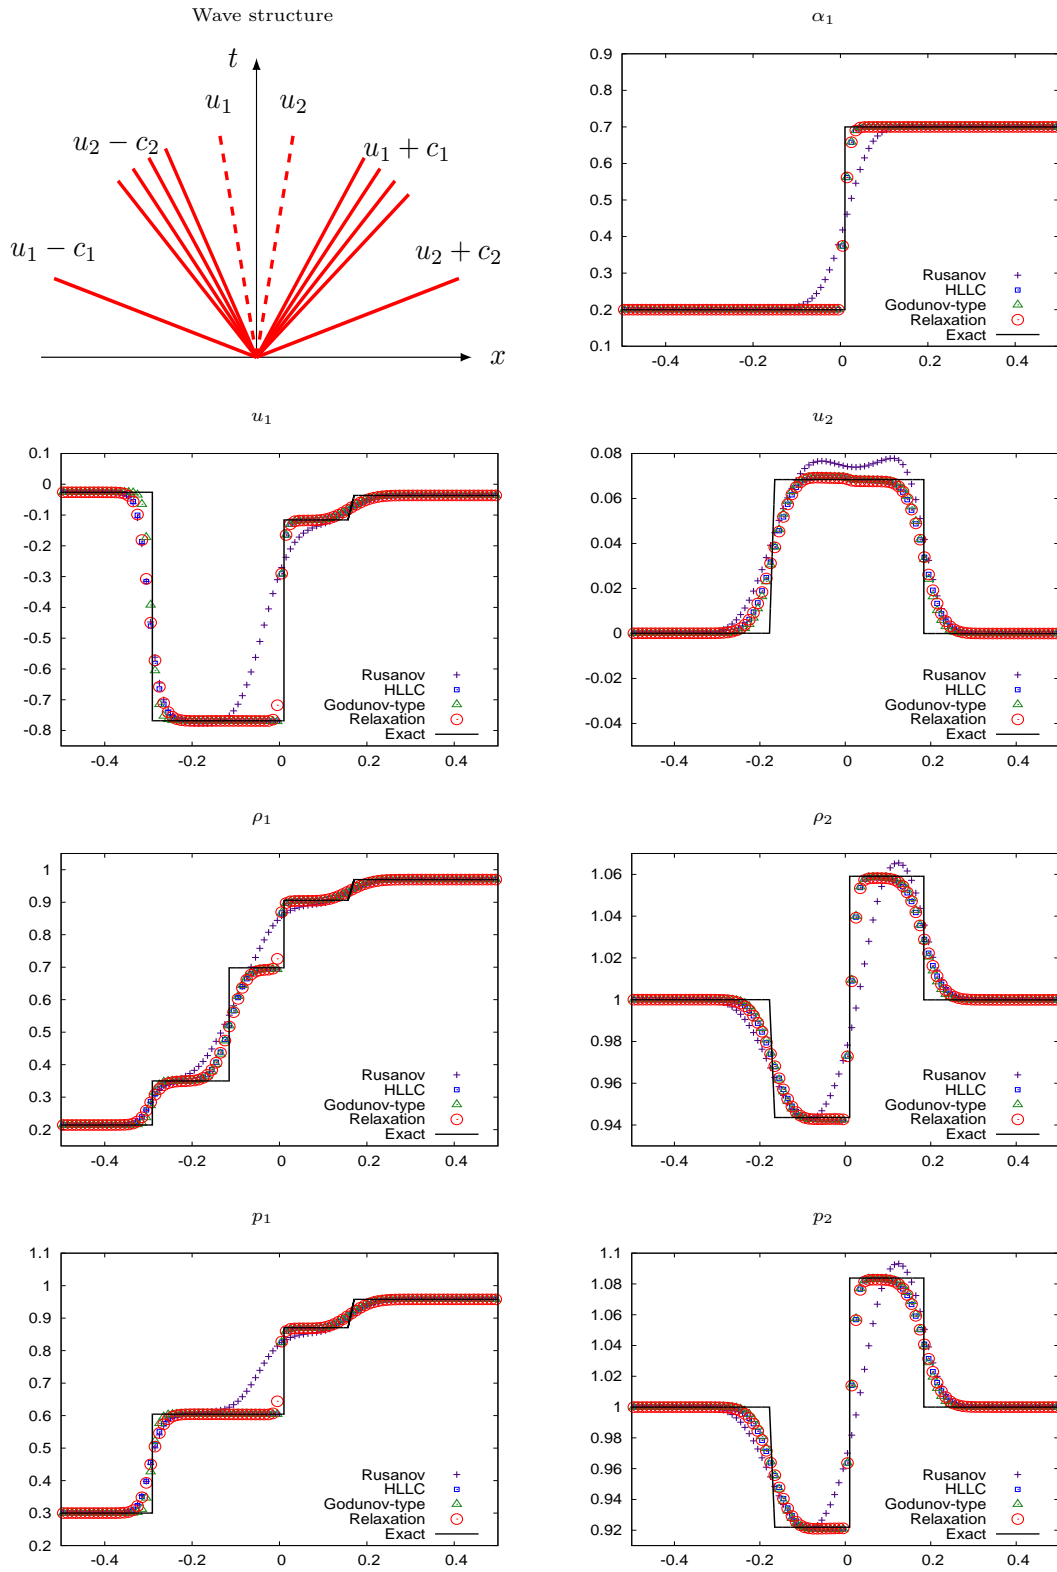 Wave structure
t
u1
u2
u2 − c2
u1 + c1
u1 − c1
u2 + c2
x
α1
0.9
0.8
0.7
0.6
0.5
0.4
0.3
0.2
0.1
Rusanov
HLLC
Godunov-type
Relaxation
Exact
-0.4 -0.2 0 0.2 0.4
u1
0.1
0
-0.1
-0.2
-0.3
-0.4
-0.5
-0.6
-0.7
-0.8
Rusanov
HLLC
Godunov-type
Relaxation
Exact
-0.4 -0.2 0 0.2 0.4
u2
0.08
0.06
0.04
0.02
0
-0.02
-0.04
Rusanov
HLLC
Godunov-type
Relaxation
Exact
-0.4 -0.2 0 0.2 0.4
ρ1
1
0.9
0.8
0.7
0.6
0.5
0.4
0.3
0.2
Rusanov
HLLC
Godunov-type
Relaxation
Exact
-0.4 -0.2 0 0.2 0.4
ρ2
1.06
1.04
1.02
1
0.98
0.96
0.94
Rusanov
HLLC
Godunov-type
Relaxation
Exact
-0.4 -0.2 0 0.2 0.4
p1
1.1
1
0.9
0.8
0.7
0.6
0.5
0.4
0.3
0.2
Rusanov
HLLC
Godunov-type
Relaxation
Exact
-0.4 -0.2 0 0.2 0.4
p2
1.1
1.08
1.06
1.04
1.02
1
0.98
0.96
0.94
0.92
Rusanov
HLLC
Godunov-type
Relaxation
Exact
-0.4 -0.2 0 0.2 0.4